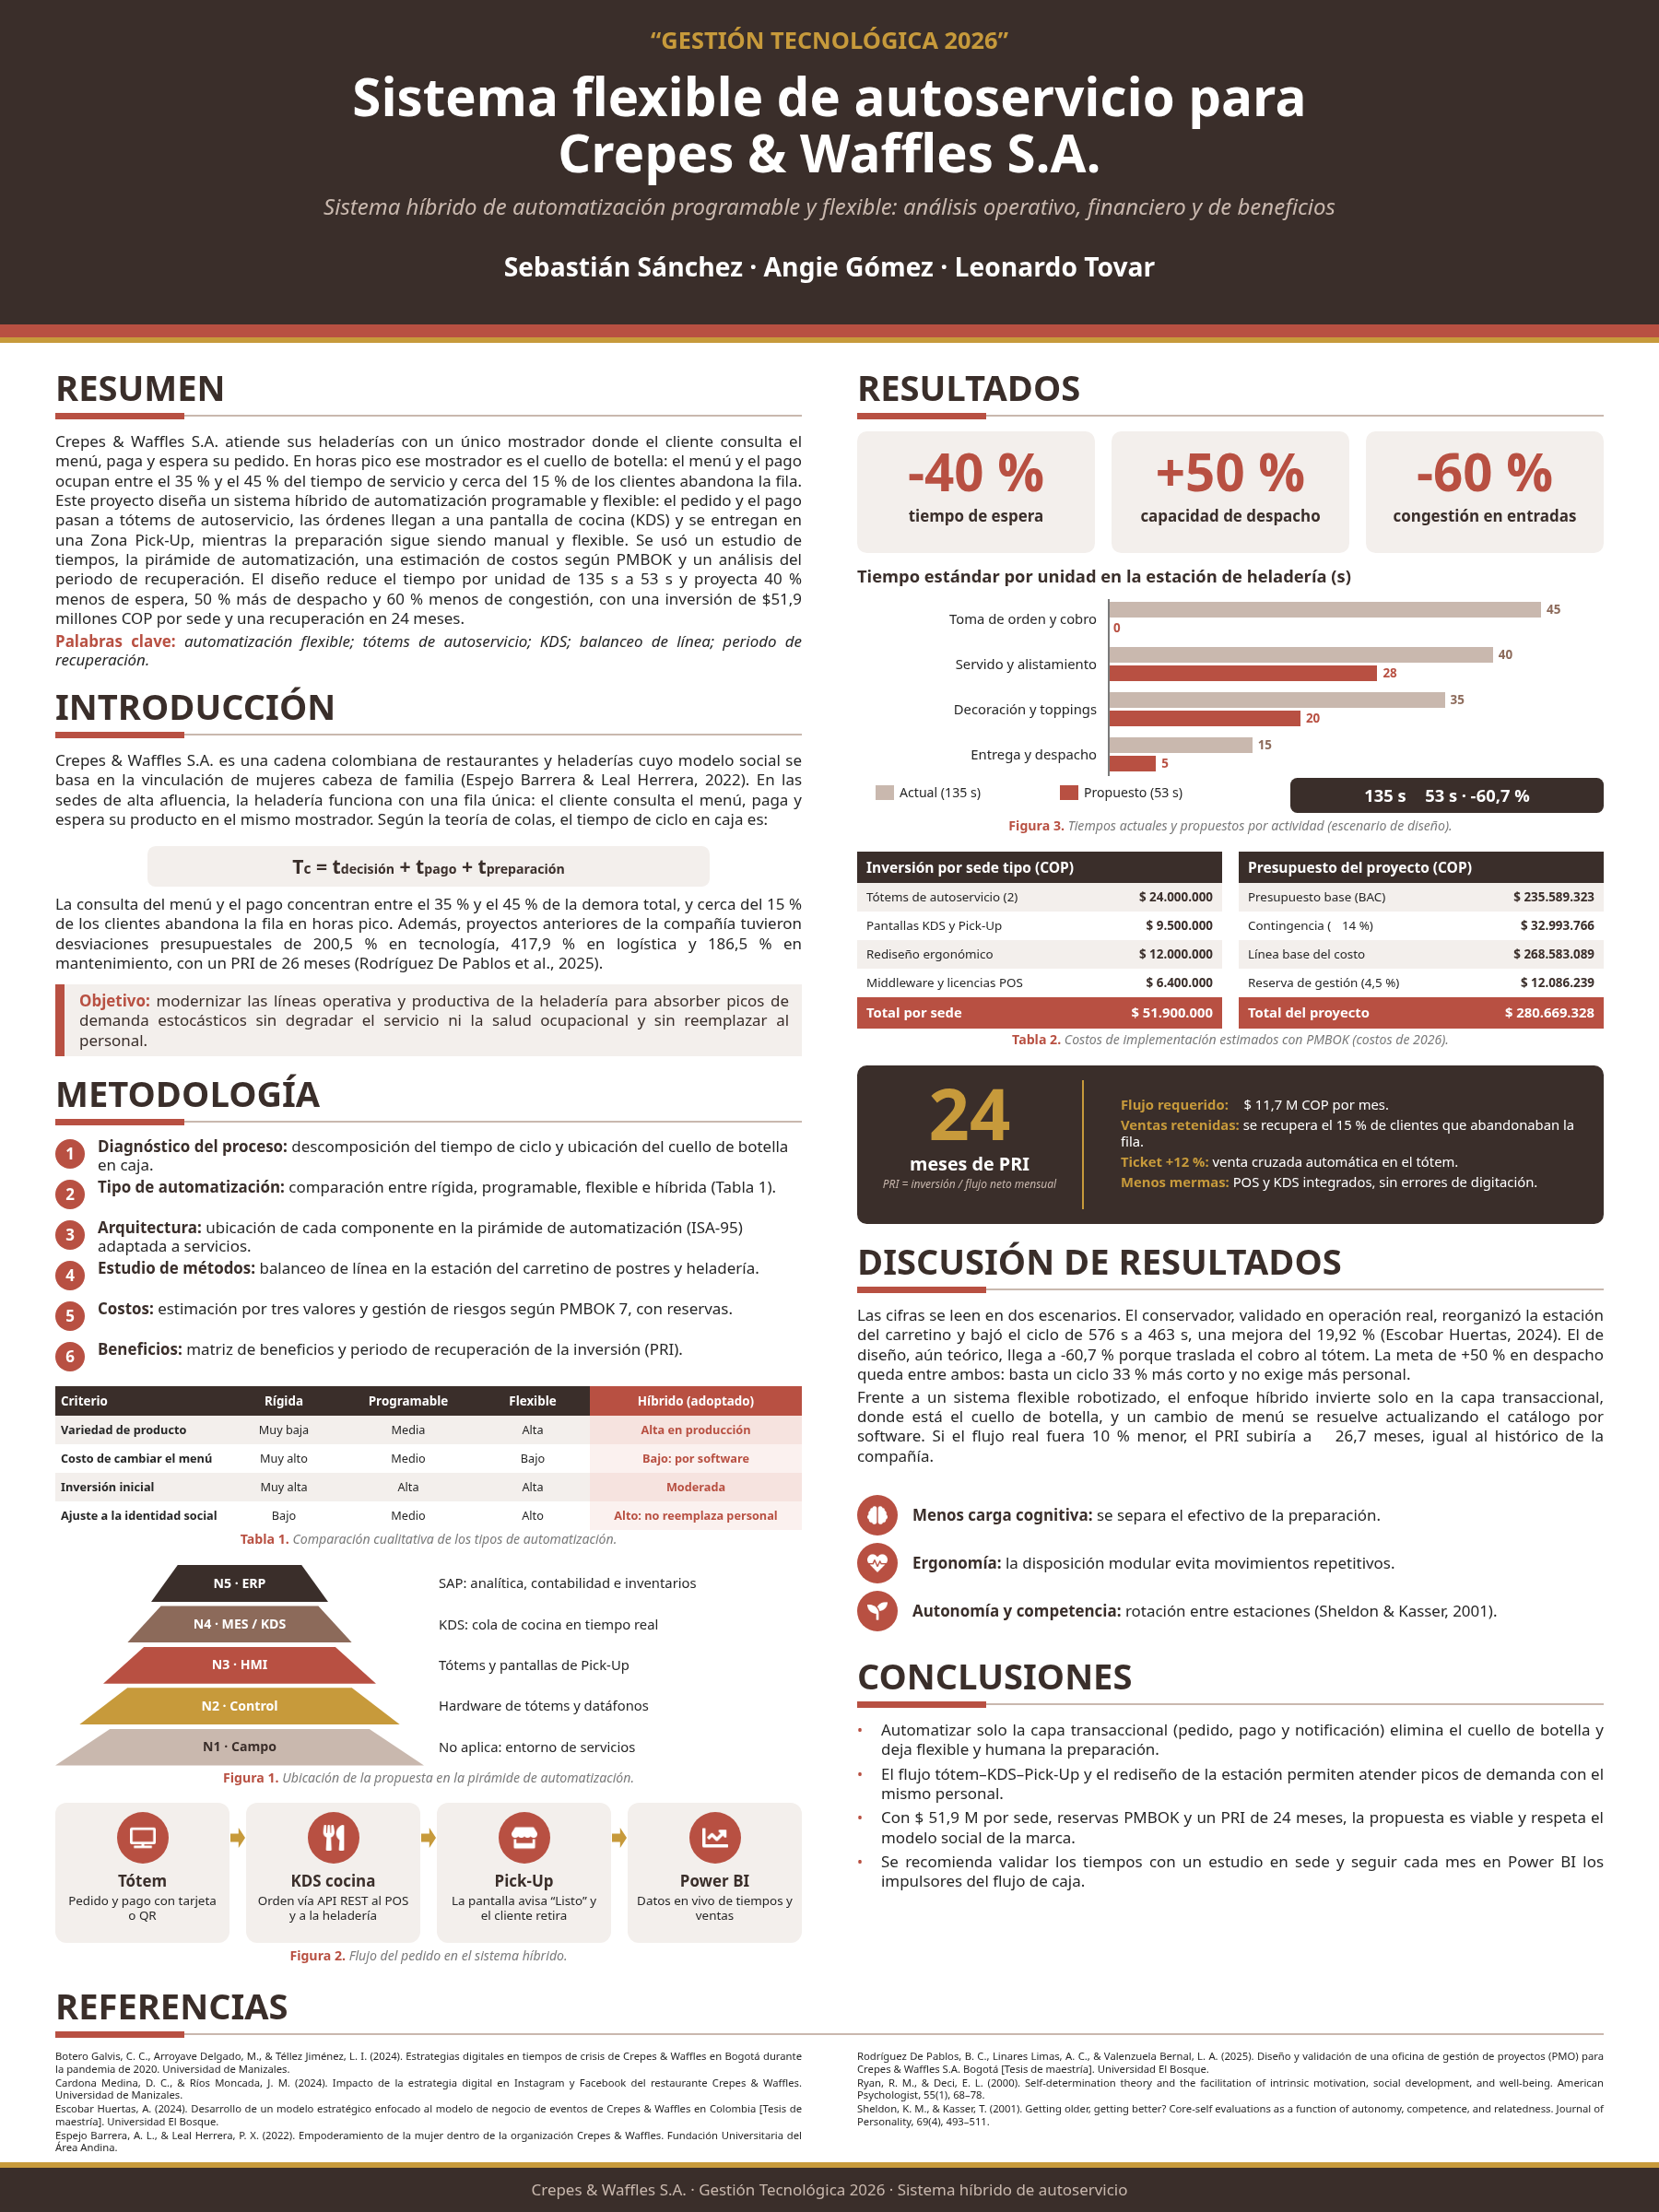 “GESTIÓN TECNOLÓGICA 2026”
Sistema flexible de autoservicio para
Crepes & Waffles S.A.
Sistema híbrido de automatización programable y flexible: análisis operativo, financiero y de beneficios
Sebastián Sánchez · Angie Gómez · Leonardo Tovar
RESUMEN
Crepes & Waffles S.A. atiende sus heladerías con un único mostrador donde el cliente consulta el
menú, paga y espera su pedido. En horas pico ese mostrador es el cuello de botella: el menú y el pago
ocupan entre el 35 % y el 45 % del tiempo de servicio y cerca del 15 % de los clientes abandona la fila.
Este proyecto diseña un sistema híbrido de automatización programable y flexible: el pedido y el pago
pasan a tótems de autoservicio, las órdenes llegan a una pantalla de cocina (KDS) y se entregan en
una Zona Pick-Up, mientras la preparación sigue siendo manual y flexible. Se usó un estudio de
tiempos, la pirámide de automatización, una estimación de costos según PMBOK y un análisis del
periodo de recuperación. El diseño reduce el tiempo por unidad de 135 s a 53 s y proyecta 40 %
menos de espera, 50 % más de despacho y 60 % menos de congestión, con una inversión de $51,9
millones COP por sede y una recuperación en 24 meses.
Palabras clave: automatización flexible; tótems de autoservicio; KDS; balanceo de línea; periodo de
recuperación.
INTRODUCCIÓN
Crepes & Waffles S.A. es una cadena colombiana de restaurantes y heladerías cuyo modelo social se
basa en la vinculación de mujeres cabeza de familia (Espejo Barrera & Leal Herrera, 2022). En las
sedes de alta afluencia, la heladería funciona con una fila única: el cliente consulta el menú, paga y
espera su producto en el mismo mostrador. Según la teoría de colas, el tiempo de ciclo en caja es:
Tc = tdecisión + tpago + tpreparación
La consulta del menú y el pago concentran entre el 35 % y el 45 % de la demora total, y cerca del 15 %
de los clientes abandona la fila en horas pico. Además, proyectos anteriores de la compañía tuvieron
desviaciones presupuestales de 200,5 % en tecnología, 417,9 % en logística y 186,5 % en
mantenimiento, con un PRI de 26 meses (Rodríguez De Pablos et al., 2025).
Objetivo: modernizar las líneas operativa y productiva de la heladería para absorber picos de
demanda estocásticos sin degradar el servicio ni la salud ocupacional y sin reemplazar al
personal.
METODOLOGÍA
1 Diagnóstico del proceso: descomposición del tiempo de ciclo y ubicación del cuello de botella
en caja.
2 Tipo de automatización: comparación entre rígida, programable, flexible e híbrida (Tabla 1).
3 Arquitectura: ubicación de cada componente en la pirámide de automatización (ISA-95)
adaptada a servicios.
4 Estudio de métodos: balanceo de línea en la estación del carretino de postres y heladería.
5 Costos: estimación por tres valores y gestión de riesgos según PMBOK 7, con reservas.
6 Beneficios: matriz de beneficios y periodo de recuperación de la inversión (PRI).
Criterio Rígida Programable Flexible Híbrido (adoptado)
Variedad de producto Muy baja Media Alta Alta en producción
Costo de cambiar el menú Muy alto Medio Bajo Bajo: por software
Inversión inicial Muy alta Alta Alta Moderada
Ajuste a la identidad social Bajo Medio Alto Alto: no reemplaza personal
Tabla 1. Comparación cualitativa de los tipos de automatización.
N5 · ERP SAP: analítica, contabilidad e inventarios
N4 · MES / KDS KDS: cola de cocina en tiempo real
N3 · HMI Tótems y pantallas de Pick-Up
N2 · Control Hardware de tótems y datáfonos
N1 · Campo No aplica: entorno de servicios
Figura 1. Ubicación de la propuesta en la pirámide de automatización.
Tótem
Pedido y pago con tarjeta
o QR
KDS cocina
Orden vía API REST al POS
y a la heladería
Pick-Up
La pantalla avisa “Listo” y
el cliente retira
Power BI
Datos en vivo de tiempos y
ventas
Figura 2. Flujo del pedido en el sistema híbrido.
RESULTADOS
-40 %
tiempo de espera
+50 %
capacidad de despacho
-60 %
congestión en entradas
Tiempo estándar por unidad en la estación de heladería (s)
Toma de orden y cobro 45
0
Servido y alistamiento 40
28
Decoración y toppings 35
20
Entrega y despacho 15
5
Actual (135 s) Propuesto (53 s)
135 s 53 s · -60,7 %
Figura 3. Tiempos actuales y propuestos por actividad (escenario de diseño).
Inversión por sede tipo (COP)
Tótems de autoservicio (2) $ 24.000.000
Pantallas KDS y Pick-Up $ 9.500.000
Rediseño ergonómico $ 12.000.000
Middleware y licencias POS $ 6.400.000
Total por sede $ 51.900.000
Presupuesto del proyecto (COP)
Presupuesto base (BAC) $ 235.589.323
Contingencia ( 14 %) $ 32.993.766
Línea base del costo $ 268.583.089
Reserva de gestión (4,5 %) $ 12.086.239
Total del proyecto $ 280.669.328
Tabla 2. Costos de implementación estimados con PMBOK (costos de 2026).
24
meses de PRI
PRI = inversión / flujo neto mensual
Flujo requerido: $ 11,7 M COP por mes.
Ventas retenidas: se recupera el 15 % de clientes que abandonaban la
fila.
Ticket +12 %: venta cruzada automática en el tótem.
Menos mermas: POS y KDS integrados, sin errores de digitación.
DISCUSIÓN DE RESULTADOS
Las cifras se leen en dos escenarios. El conservador, validado en operación real, reorganizó la estación
del carretino y bajó el ciclo de 576 s a 463 s, una mejora del 19,92 % (Escobar Huertas, 2024). El de
diseño, aún teórico, llega a -60,7 % porque traslada el cobro al tótem. La meta de +50 % en despacho
queda entre ambos: basta un ciclo 33 % más corto y no exige más personal.
Frente a un sistema flexible robotizado, el enfoque híbrido invierte solo en la capa transaccional,
donde está el cuello de botella, y un cambio de menú se resuelve actualizando el catálogo por
software. Si el flujo real fuera 10 % menor, el PRI subiría a 26,7 meses, igual al histórico de la
compañía.
Menos carga cognitiva: se separa el efectivo de la preparación.
Ergonomía: la disposición modular evita movimientos repetitivos.
Autonomía y competencia: rotación entre estaciones (Sheldon & Kasser, 2001).
CONCLUSIONES
• Automatizar solo la capa transaccional (pedido, pago y notificación) elimina el cuello de botella y
deja flexible y humana la preparación.
• El flujo tótem–KDS–Pick-Up y el rediseño de la estación permiten atender picos de demanda con el
mismo personal.
• Con $ 51,9 M por sede, reservas PMBOK y un PRI de 24 meses, la propuesta es viable y respeta el
modelo social de la marca.
• Se recomienda validar los tiempos con un estudio en sede y seguir cada mes en Power BI los
impulsores del flujo de caja.
REFERENCIAS
Botero Galvis, C. C., Arroyave Delgado, M., & Téllez Jiménez, L. I. (2024). Estrategias digitales en tiempos de crisis de Crepes & Waffles en Bogotá durante
la pandemia de 2020. Universidad de Manizales.
Cardona Medina, D. C., & Ríos Moncada, J. M. (2024). Impacto de la estrategia digital en Instagram y Facebook del restaurante Crepes & Waffles.
Universidad de Manizales.
Escobar Huertas, A. (2024). Desarrollo de un modelo estratégico enfocado al modelo de negocio de eventos de Crepes & Waffles en Colombia [Tesis de
maestría]. Universidad El Bosque.
Espejo Barrera, A. L., & Leal Herrera, P. X. (2022). Empoderamiento de la mujer dentro de la organización Crepes & Waffles. Fundación Universitaria del
Área Andina.
Rodríguez De Pablos, B. C., Linares Limas, A. C., & Valenzuela Bernal, L. A. (2025). Diseño y validación de una oficina de gestión de proyectos (PMO) para
Crepes & Waffles S.A. Bogotá [Tesis de maestría]. Universidad El Bosque.
Ryan, R. M., & Deci, E. L. (2000). Self-determination theory and the facilitation of intrinsic motivation, social development, and well-being. American
Psychologist, 55(1), 68–78.
Sheldon, K. M., & Kasser, T. (2001). Getting older, getting better? Core-self evaluations as a function of autonomy, competence, and relatedness. Journal of
Personality, 69(4), 493–511.
Crepes & Waffles S.A. · Gestión Tecnológica 2026 · Sistema híbrido de autoservicio